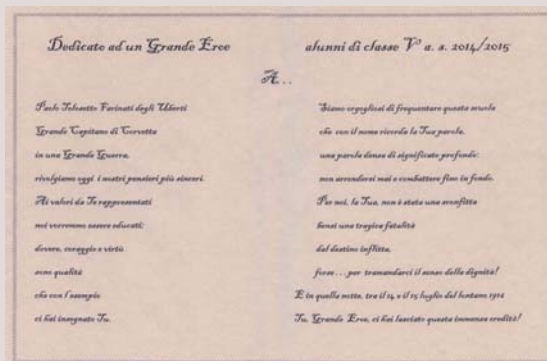 Dedicato ad un Grande Eroe
alunni di classe V a. s. 2014/2015
A...
Paolo Tolosetto Farinati degli Uberti
Grande Capitano di Corvetta
in una Grande Guerra,
rivolgiamo oggi i nostri pensieri più sinceri.
Ai valori da Te rappresentati
noi vorremmo essere educati;
dovere, coraggio e virtù
sono qualità
che con l'esempio
ci hai insegnato Tu.
Siamo orgogliosi di frequentare questa scuola
che con il nome ricorda la Tua parola,
una parola densa di significato profondo:
non arrendersi mai e combattere fino in fondo.
Per noi, la Tua, non è stata una sconfitta
bensì una tragica fatalità
dal destino inflitta,
forse...per tramandarci il senso della dignità!
E in quella notte, tra il 14 e il 15 luglio del lontano
Tu, Grande Eroe, ci hai lasciato questa immensa eredità!